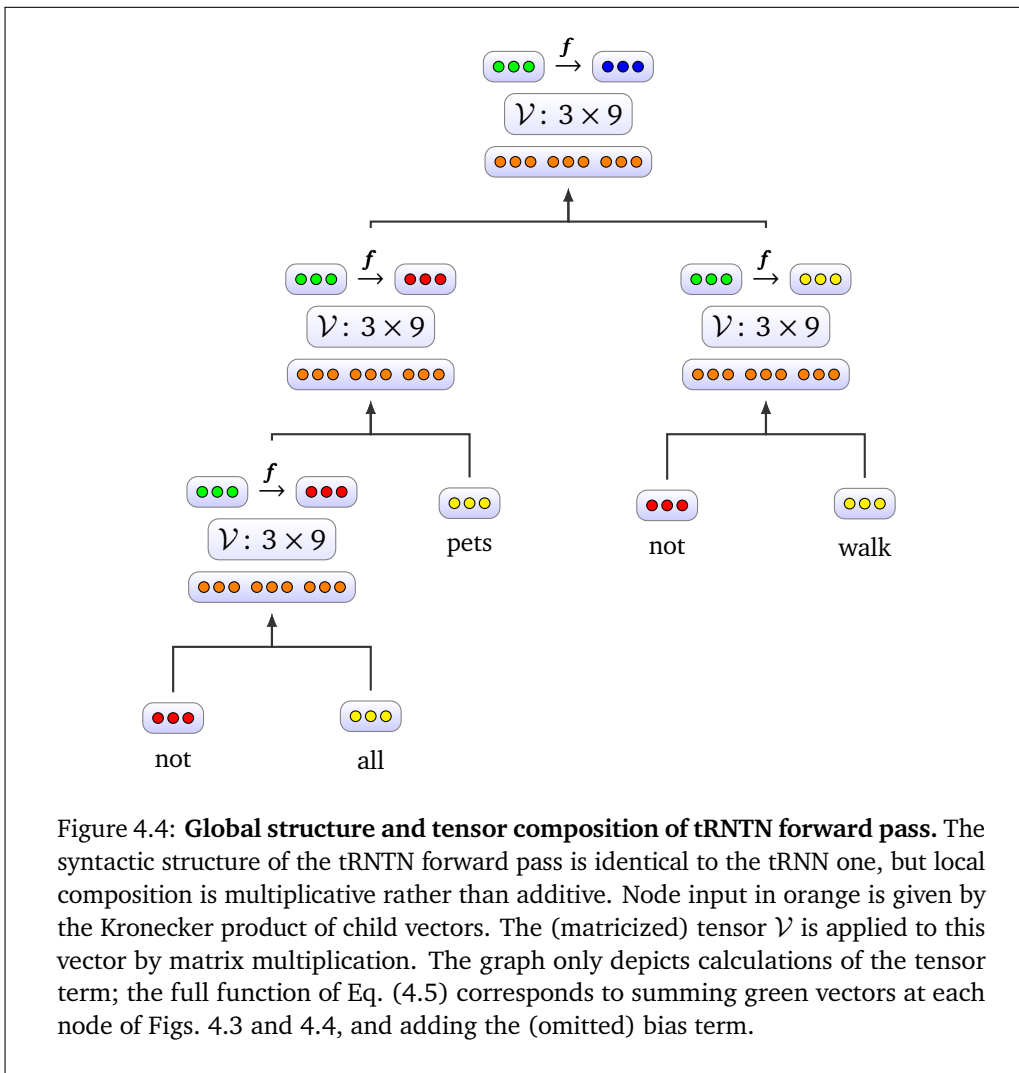 f
→
𝒱: 3 × 9
f
→
f
→
𝒱: 3 × 9
𝒱: 3 × 9
f
→
pets
not
walk
𝒱: 3 × 9
not
all
Figure 4.4: Global structure and tensor composition of tRNTN forward pass. The
syntactic structure of the tRNTN forward pass is identical to the tRNN one, but local
composition is multiplicative rather than additive. Node input in orange is given by
the Kronecker product of child vectors. The (matricized) tensor 𝒱 is applied to this
vector by matrix multiplication. The graph only depicts calculations of the tensor
term; the full function of Eq. (4.5) corresponds to summing green vectors at each
node of Figs. 4.3 and 4.4, and adding the (omitted) bias term.